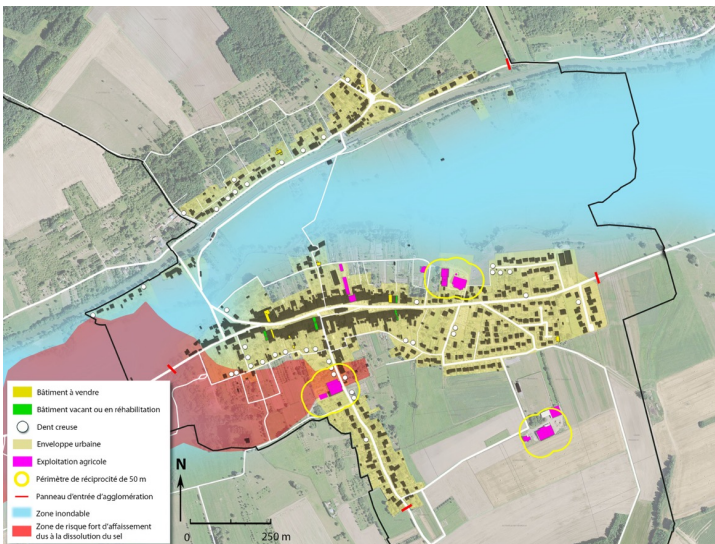 Bâtiment à vendre
Bâtiment vacant ou en réhabilitation
Dent creuse
Enveloppe urbaine
Exploitation agricole
Périmètre de réciprocité de 50 m
Panneau d'entrée d'agglomération
Zone inondable
Zone de risque fort d'affaissement
dus à la dissolution du sel
N
0 250 m